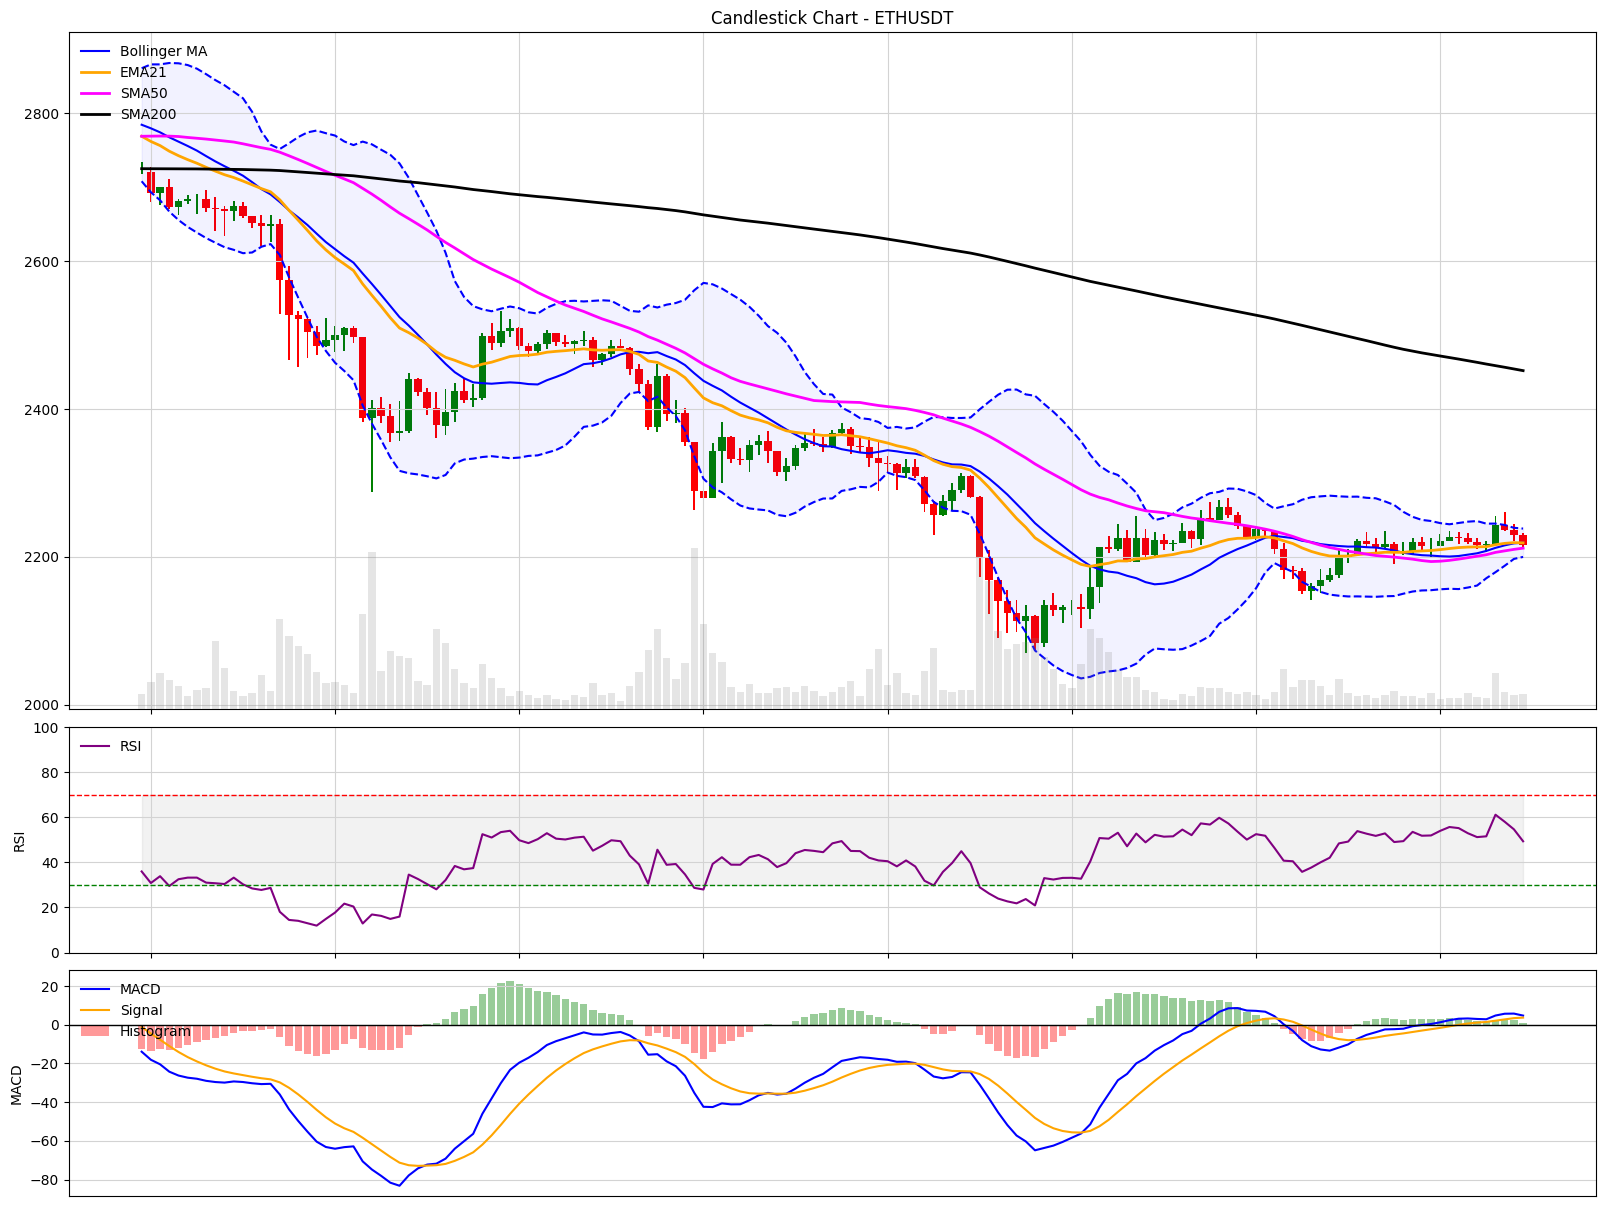 Candlestick Chart - ETHUSDT
Bollinger MA
EMA21
SMA50
SMA200
2800
2600
2400
2200
2000
100
80
60
40
20
0
RSI
RSI
20
0
−20
−40
−60
−80
MACD
MACD
Signal
Histogram